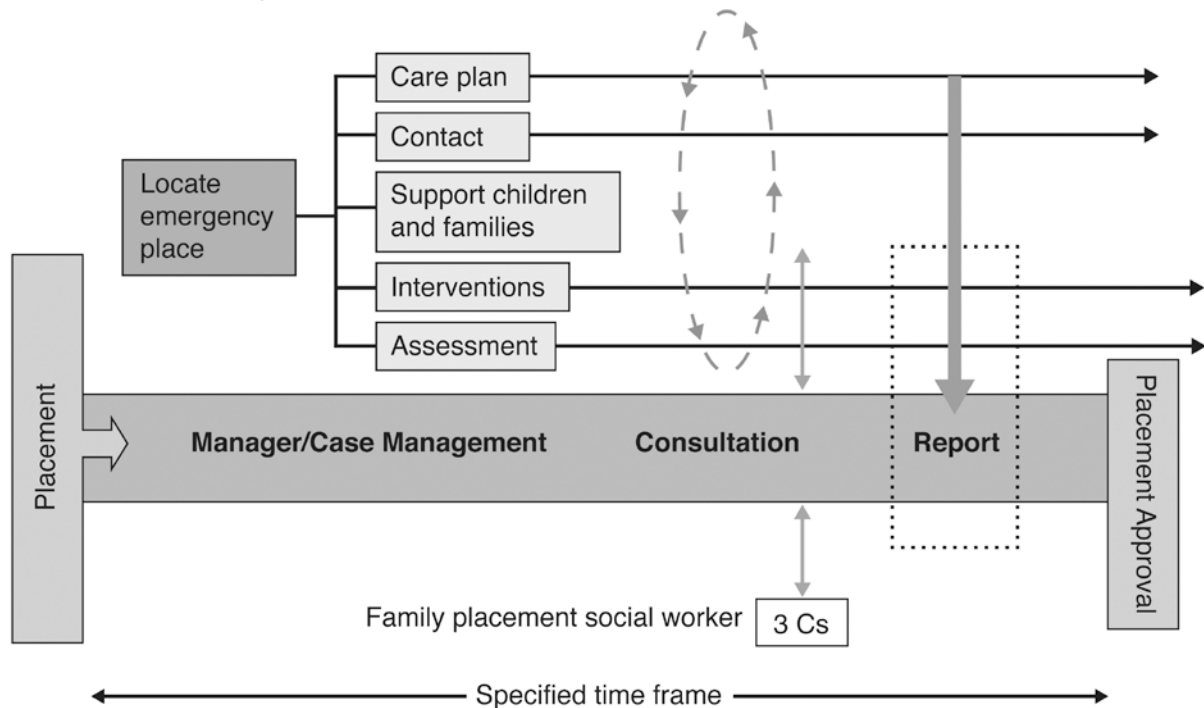 Care plan
Contact
Locate
emergency
place
Support children
and families
Interventions
Assessment
Placement
Manager/Case Management
Consultation
Report
Placement Approval
Family placement social worker
3 Cs
Specified time frame